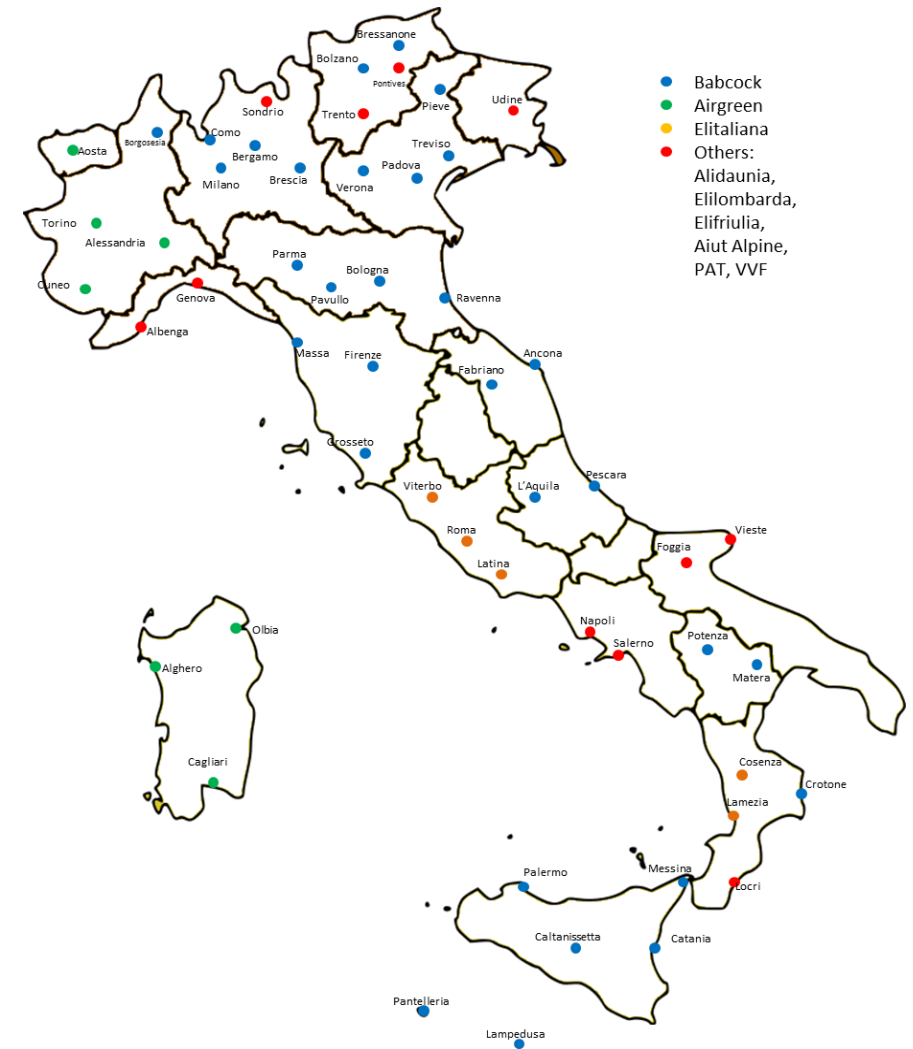 Bressanone
Bolzano
Pontives
Pieve
Udine
Sondrio
Trento
Como
Borgosesia
Aosta
Bergamo
Treviso
Padova
Milano
Brescia
Verona
Torino
Alessandria
Parma
Bologna
Cuneo
Genova
Pavullo
Ravenna
Albenga
Massa
Firenze
Ancona
Fabriano
Grosseto
Viterbo
L'Aquila
Pescara
Roma
Latina
Foggia
Vieste
Napoli
Salerno
Potenza
Matera
Olbia
Alghero
Cagliari
Cosenza
Crotone
Lamezia
Locri
Messina
Palermo
Caltanissetta
Catania
Pantelleria
Lampedusa
Babcock
Airgreen
Elitaliana
Others:
Alidaunia,
Elilombarda,
Elifriulia,
Aiut Alpine,
PAT, VVF